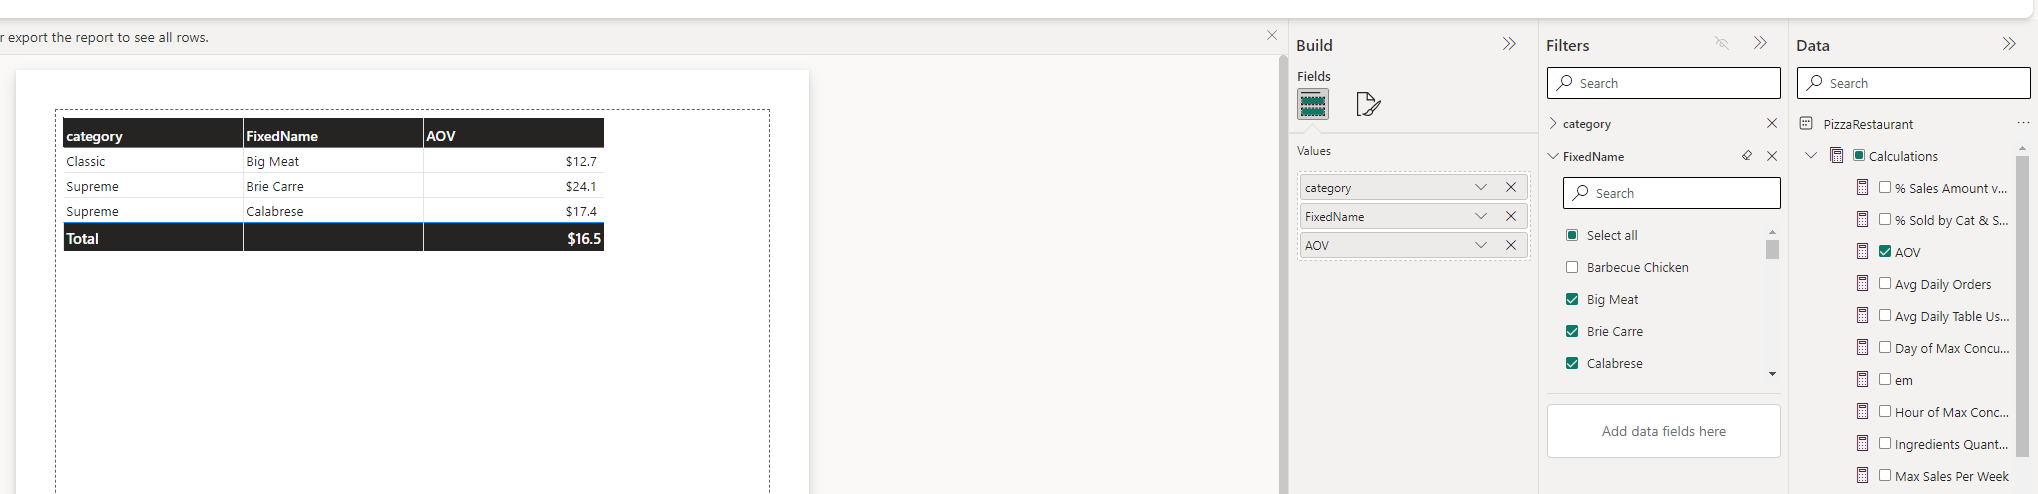 r export the report to see all rows.
category FixedName AOV
Classic Big Meat $12.7
Supreme Brie Carre $24.1
Supreme Calabrese $17.4
Total $16.5
Build
Fields
Values
category
FixedName
AOV
Filters
Search
category
FixedName
Search
Select all
Barbecue Chicken
Big Meat
Brie Carre
Calabrese
Add data fields here
Data
Search
PizzaRestaurant
Calculations
% Sales Amount v...
% Sold by Cat & S...
AOV
Avg Daily Orders
Avg Daily Table Us...
Day of Max Concu...
em
Hour of Max Conc...
Ingredients Quant...
Max Sales Per Week